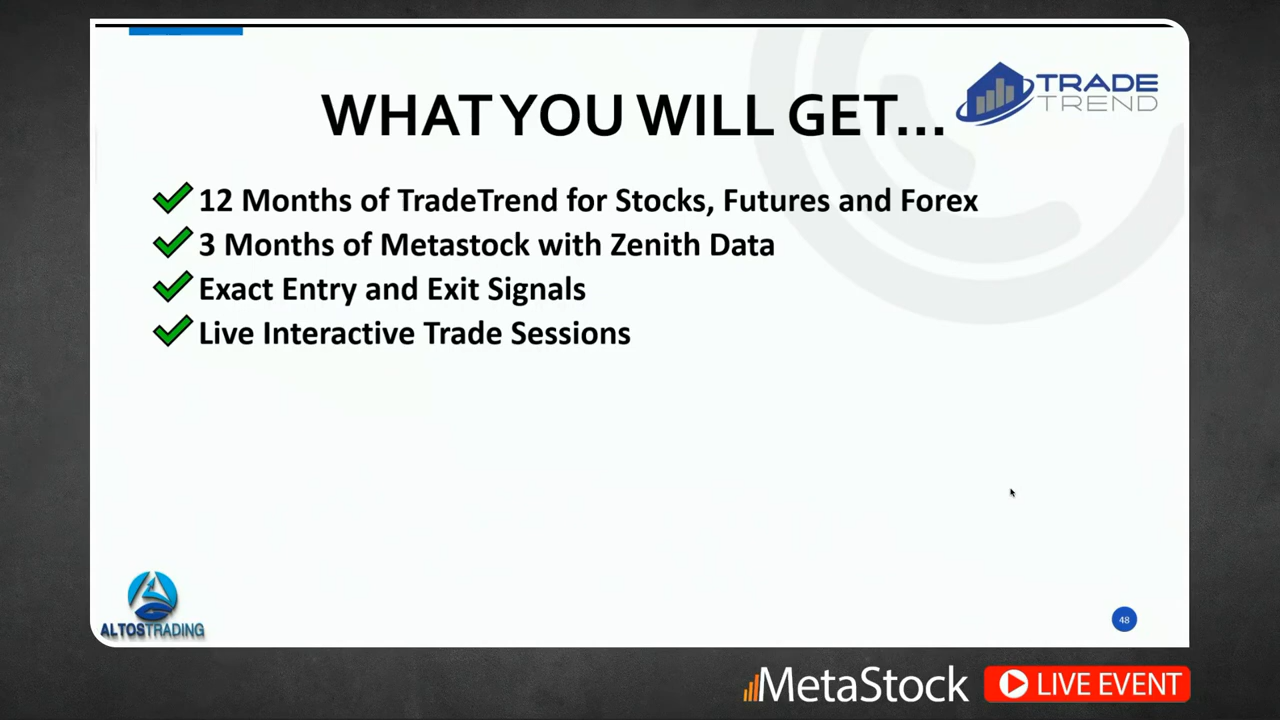 WHAT YOU WILL GET...
TRADE
TREND
12 Months of TradeTrend for Stocks, Futures and Forex
3 Months of Metastock with Zenith Data
Exact Entry and Exit Signals
Live Interactive Trade Sessions
ALTOSTRADING
48
MetaStock
LIVE EVENT